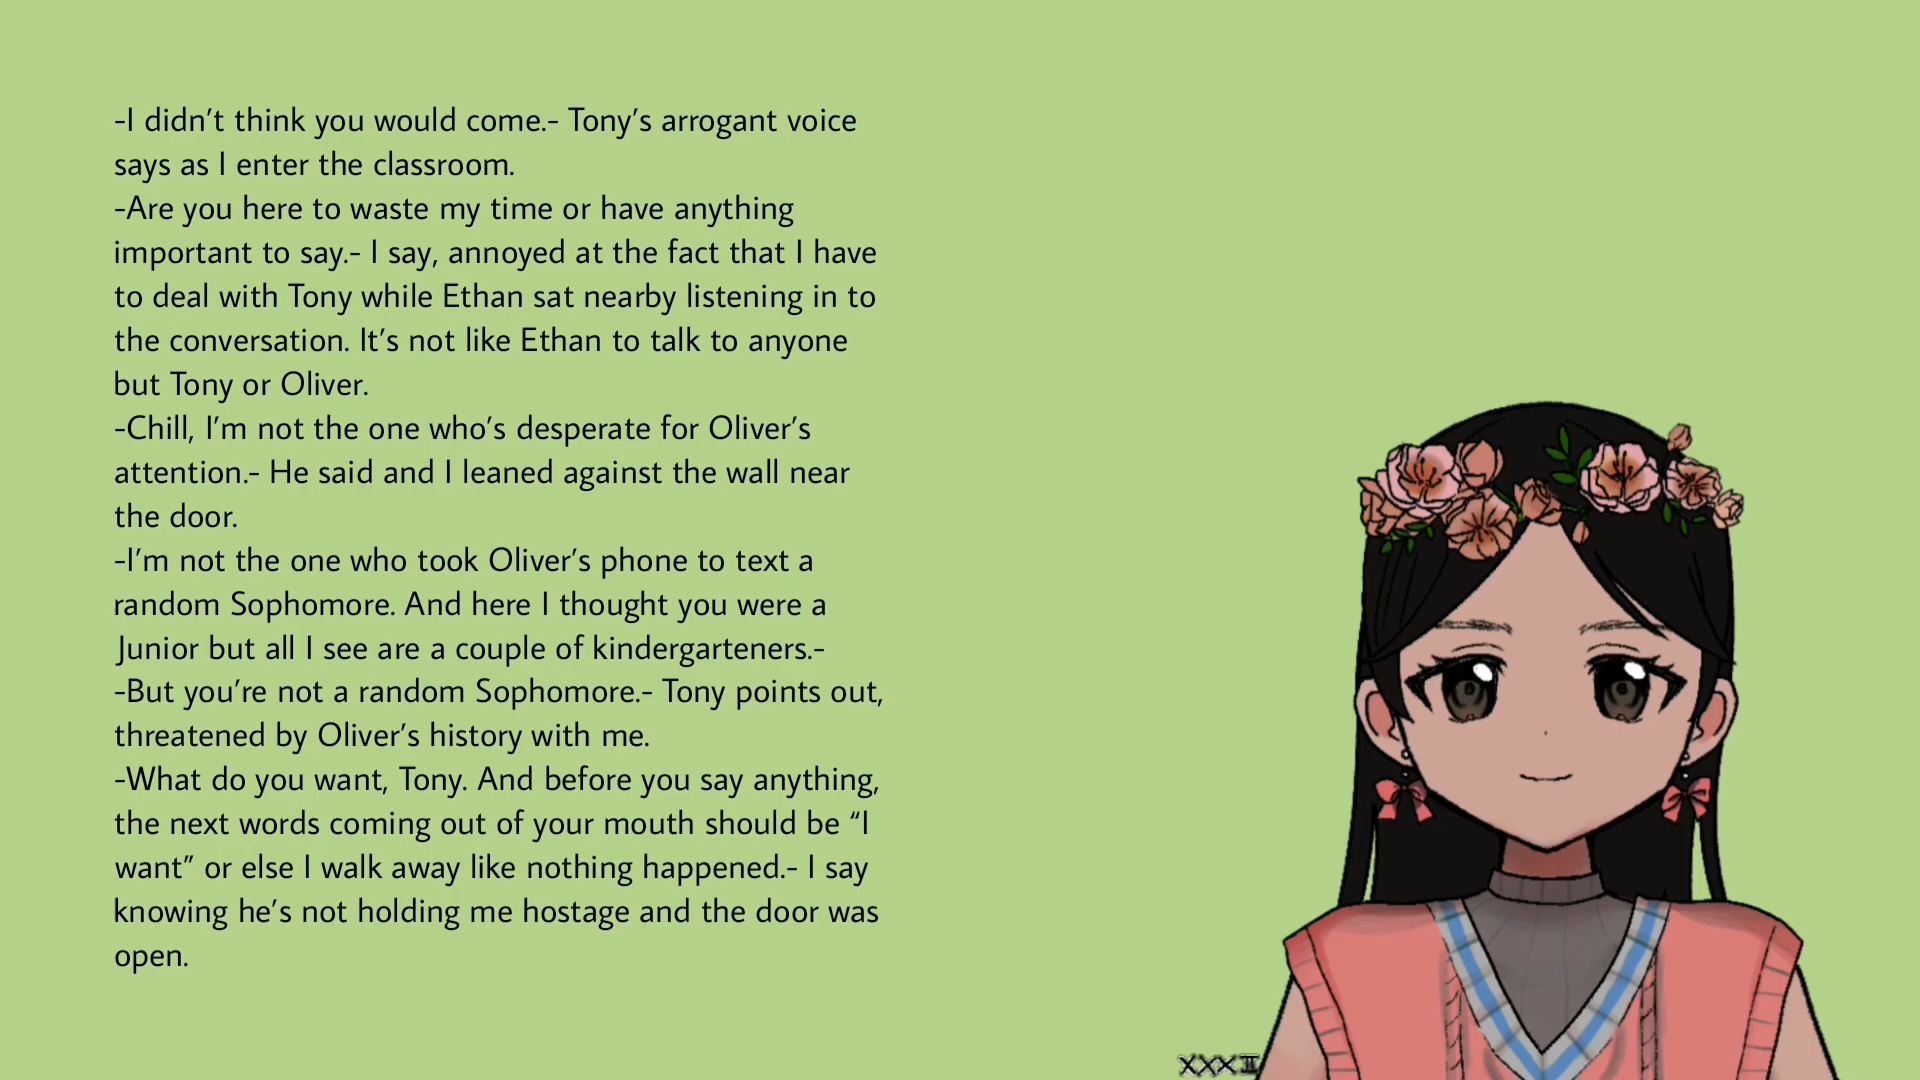 -I didn’t think you would come.- Tony’s arrogant voice
says as I enter the classroom.
-Are you here to waste my time or have anything
important to say.- I say, annoyed at the fact that I have
to deal with Tony while Ethan sat nearby listening in to
the conversation. It’s not like Ethan to talk to anyone
but Tony or Oliver.
-Chill, I’m not the one who’s desperate for Oliver’s
attention.- He said and I leaned against the wall near
the door.
-I’m not the one who took Oliver’s phone to text a
random Sophomore. And here I thought you were a
Junior but all I see are a couple of kindergarteners.-
-But you’re not a random Sophomore.- Tony points out,
threatened by Oliver’s history with me.
-What do you want, Tony. And before you say anything,
the next words coming out of your mouth should be “I
want” or else I walk away like nothing happened.- I say
knowing he’s not holding me hostage and the door was
open.
XXXII